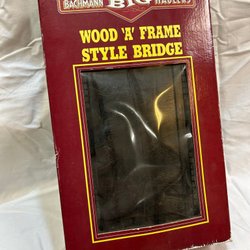 BACHMANN BIG HAULERS
WOOD 'A' FRAME
STYLE BRIDGE